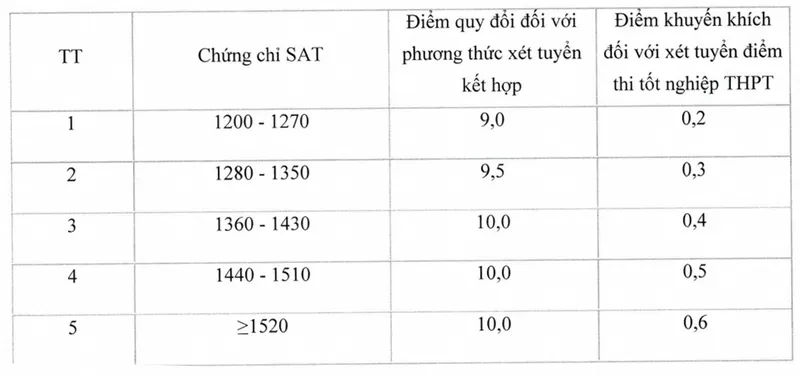 TT
Chứng chỉ SAT
Điểm quy đổi đối với
phương thức xét tuyển
kết hợp
Điểm khuyến khích
đối với xét tuyển điểm
thi tốt nghiệp THPT
1
1200 - 1270
9,0
0,2
2
1280 - 1350
9,5
0,3
3
1360 - 1430
10,0
0,4
4
1440 - 1510
10,0
0,5
5
≥1520
10,0
0,6